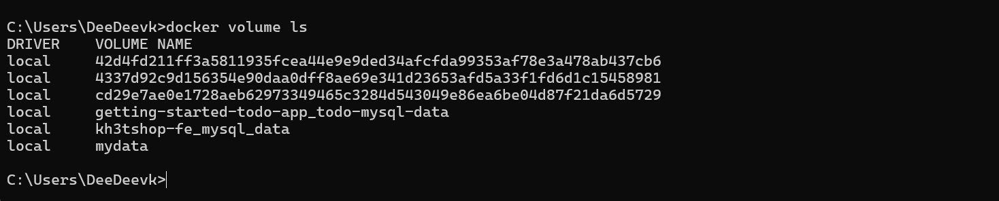 C:\Users\DeeDeevk>docker volume ls
DRIVER    VOLUME NAME
local     42d4fd211ff3a5811935fcea44e9e9ded34afcfda99353af78e3a478ab437cb6
local     4337d92c9d156354e90daa0dff8ae69e341d23653afd5a33f1fd6d1c15458981
local     cd29e7ae0e1728aeb62973349465c3284d543049e86ea6be04d87f21da6d5729
local     getting-started-todo-app_todo-mysql-data
local     kh3tshop-fe_mysql_data
local     mydata
C:\Users\DeeDeevk>